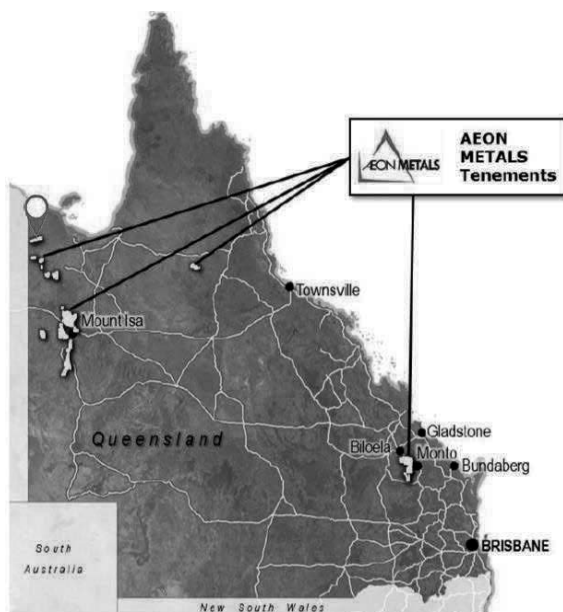 AEON METALS
AEON
METALS
Tenements
Townsville
Mount Isa
Queensland
Gladstone
Biloela
Monto
Bundaberg
BRISBANE
South
Australia
New South Wales